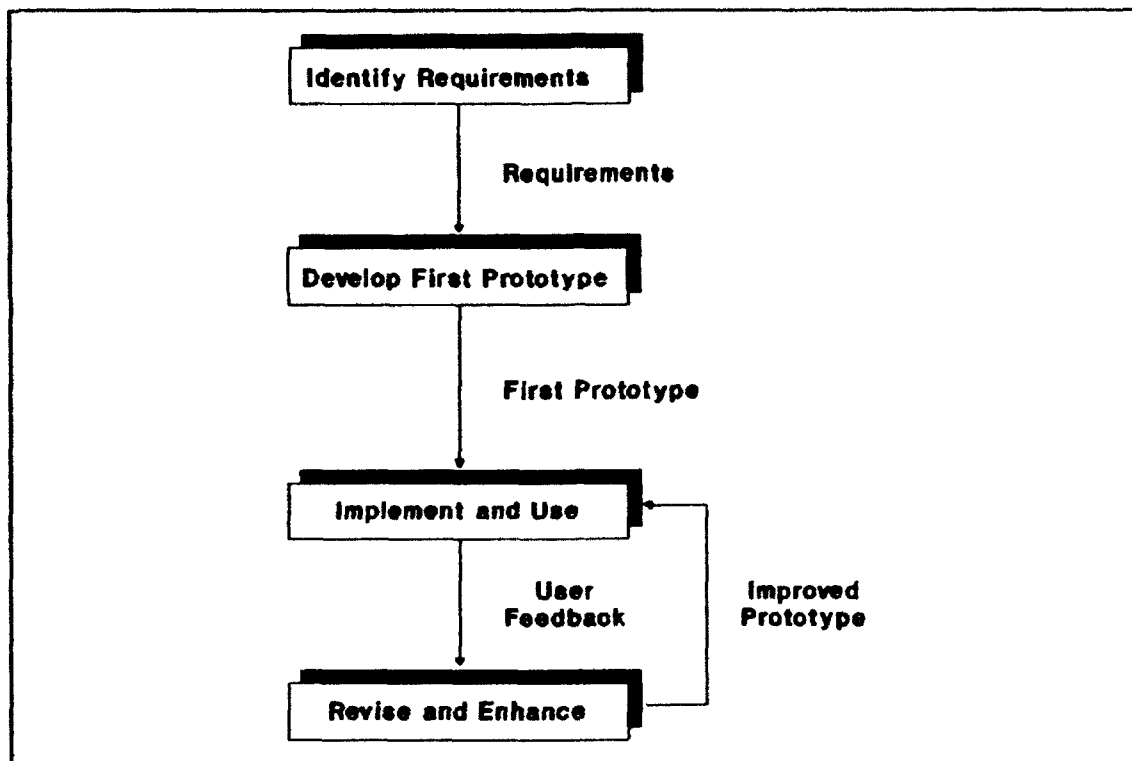 Identify Requirements
Requirements
Develop First Prototype
First Prototype
Implement and Use
User
Feedback
Improved
Prototype
Revise and Enhance